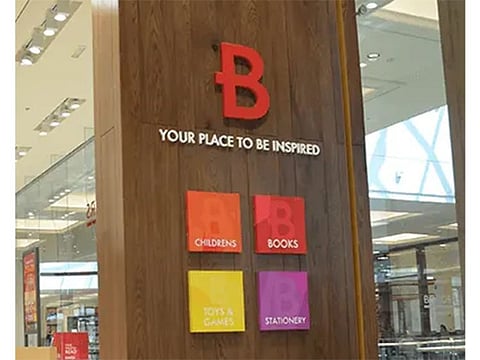 B
YOUR PLACE TO BE INSPIRED
CHILDRENS
BOOKS
TOYS &
GAMES
STATIONERY